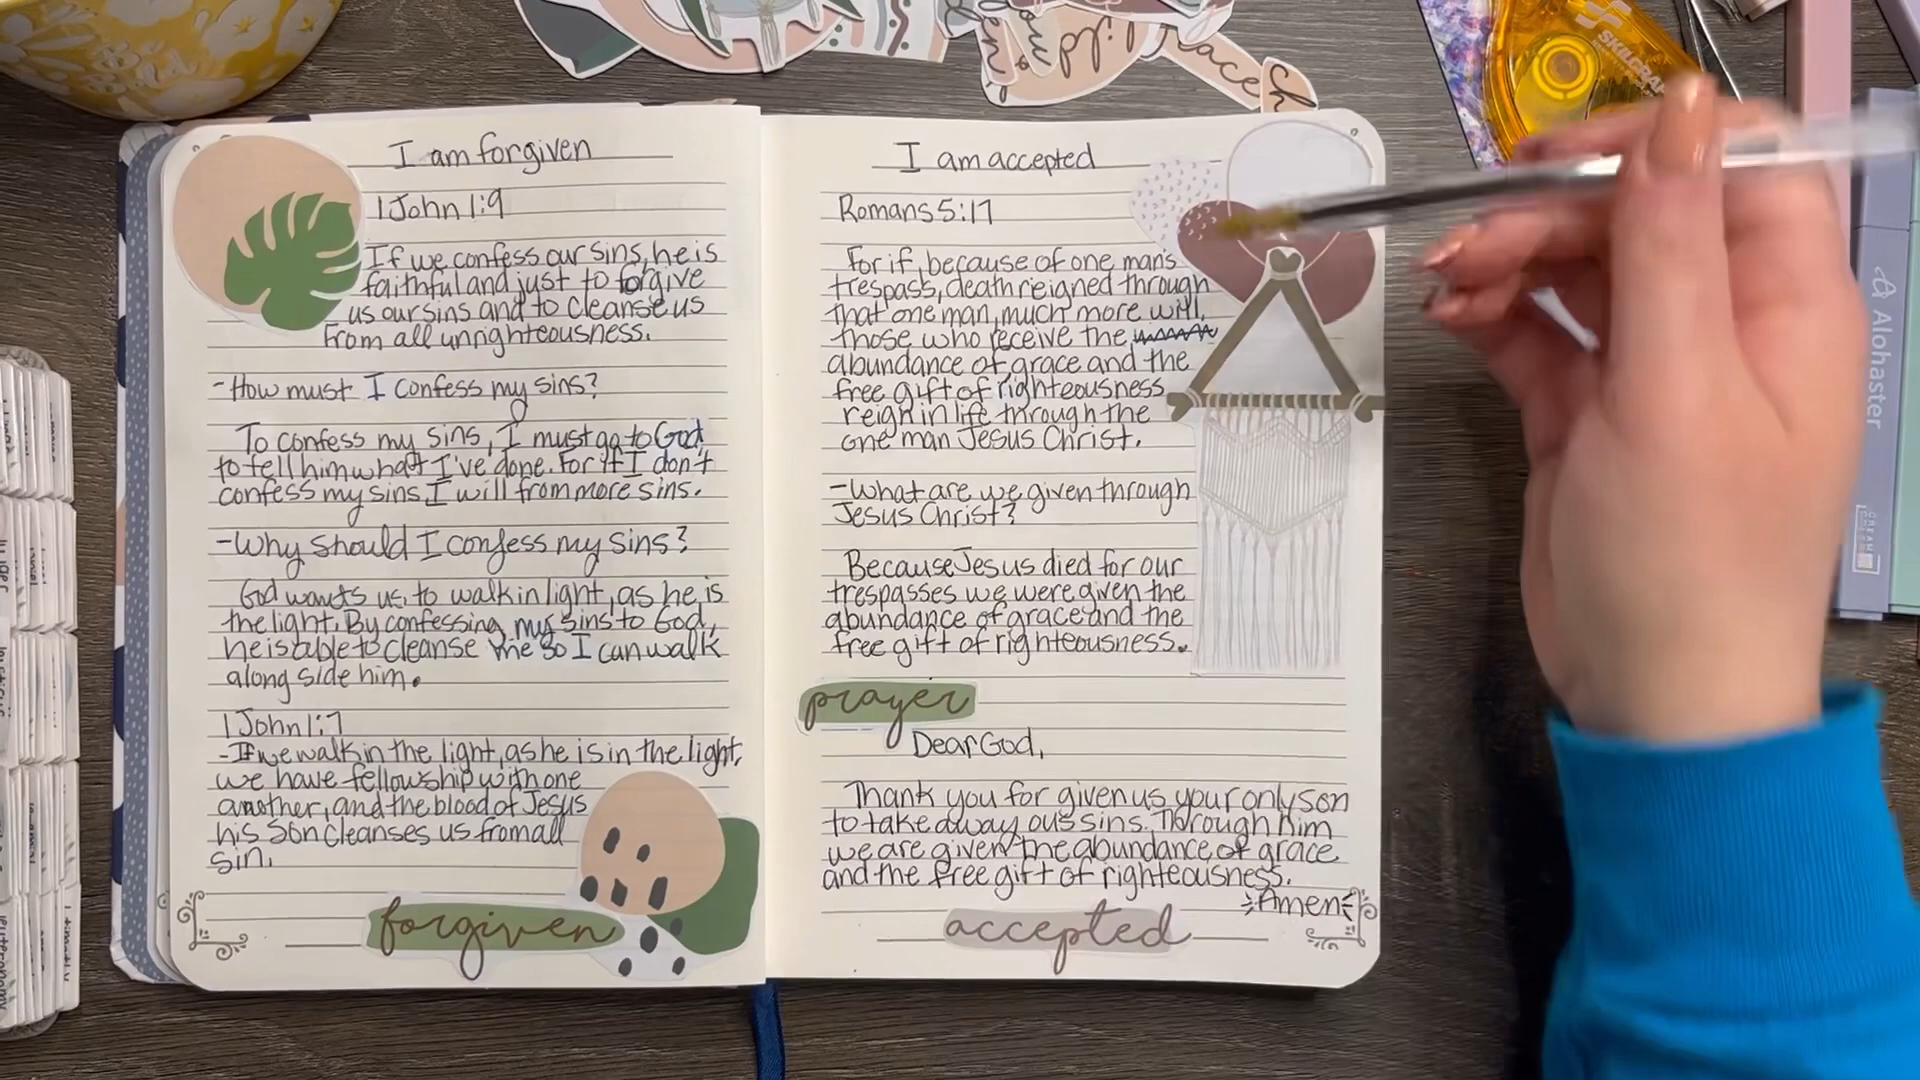 I am forgiven
1 John 1:9
If we confess our sins, he is
faithful and just to forgive
us our sins and to cleanse us
from all unrighteousness.
- How must I confess my sins?
To confess my sins, I must go to God,
to tell him what I've done. For if I don't
confess my sins, I will from more sins.
- Why should I confess my sins?
God wants us to walk in light, as he is
the light. By confessing my sins to God,
he is able to cleanse me so I can walk
along side him.
1 John 1:7
- If we walk in the light, as he is in the light,
we have fellowship with one
another, and the blood of Jesus
his Son cleanses us from all
sin.
forgiven
I am accepted
Romans 5:17
For if, because of one man's
trespass, death reigned through
that one man, much more will,
those who receive the
abundance of grace and the
free gift of righteousness
reign in life through the
one man Jesus Christ.
- What are we given through
Jesus Christ?
Because Jesus died for our
trespasses we were given the
abundance of grace and the
free gift of righteousness.
prayer
Dear God,
Thank you for given us your only son
to take away ous sins. Through him
we are given the abundance of grace
and the free gift of righteousness.
Amen
accepted
Alohaster